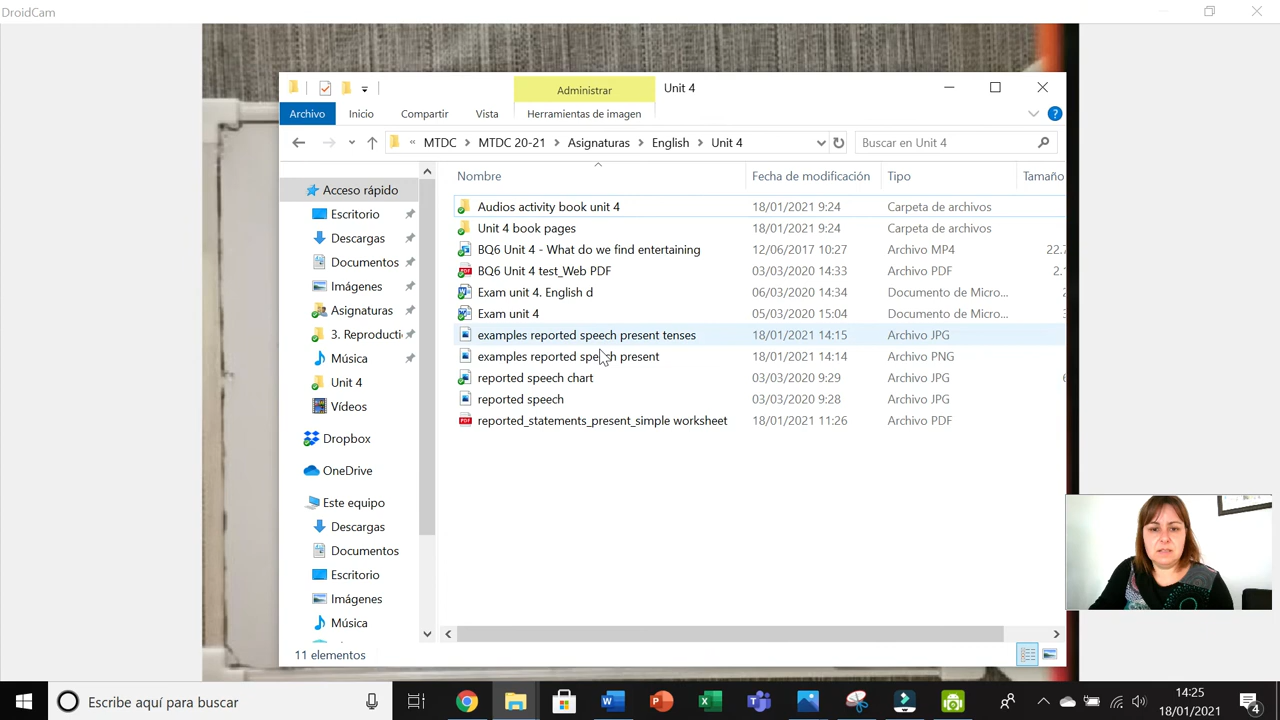 DroidCam
Administrar
Unit 4
Archivo
Inicio
Compartir
Vista
Herramientas de imagen
« MTDC > MTDC 20-21 > Asignaturas > English > Unit 4
Buscar en Unit 4
Nombre
Fecha de modificación
Tipo
Tamaño
Acceso rápido
Escritorio
Descargas
Documentos
Imágenes
Asignaturas
3. Reproducti
Música
Unit 4
Vídeos
Dropbox
OneDrive
Este equipo
Descargas
Documentos
Escritorio
Imágenes
Música
Audios activity book unit 4 18/01/2021 9:24 Carpeta de archivos
Unit 4 book pages 18/01/2021 9:24 Carpeta de archivos
BQ6 Unit 4 - What do we find entertaining 12/06/2017 10:27 Archivo MP4 22.7
BQ6 Unit 4 test_Web PDF 03/03/2020 14:33 Archivo PDF 2.
Exam unit 4. English d 06/03/2020 14:34 Documento de Micro...
Exam unit 4 05/03/2020 15:04 Documento de Micro...
examples reported speech present tenses 18/01/2021 14:15 Archivo JPG
examples reported speech present 18/01/2021 14:14 Archivo PNG
reported speech chart 03/03/2020 9:29 Archivo JPG
reported speech 03/03/2020 9:28 Archivo JPG
reported_statements_present_simple worksheet 18/01/2021 11:26 Archivo PDF
11 elementos
Escribe aquí para buscar
14:25
18/01/2021
4